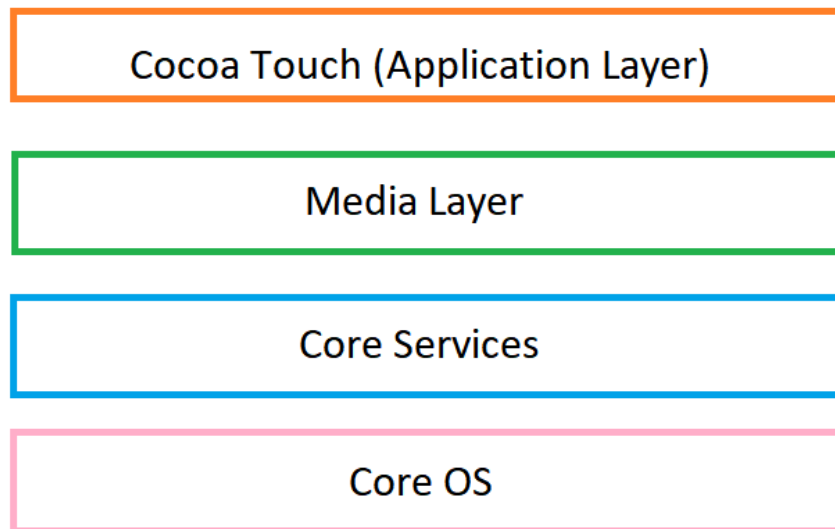 Cocoa Touch (Application Layer)
Media Layer
Core Services
Core OS